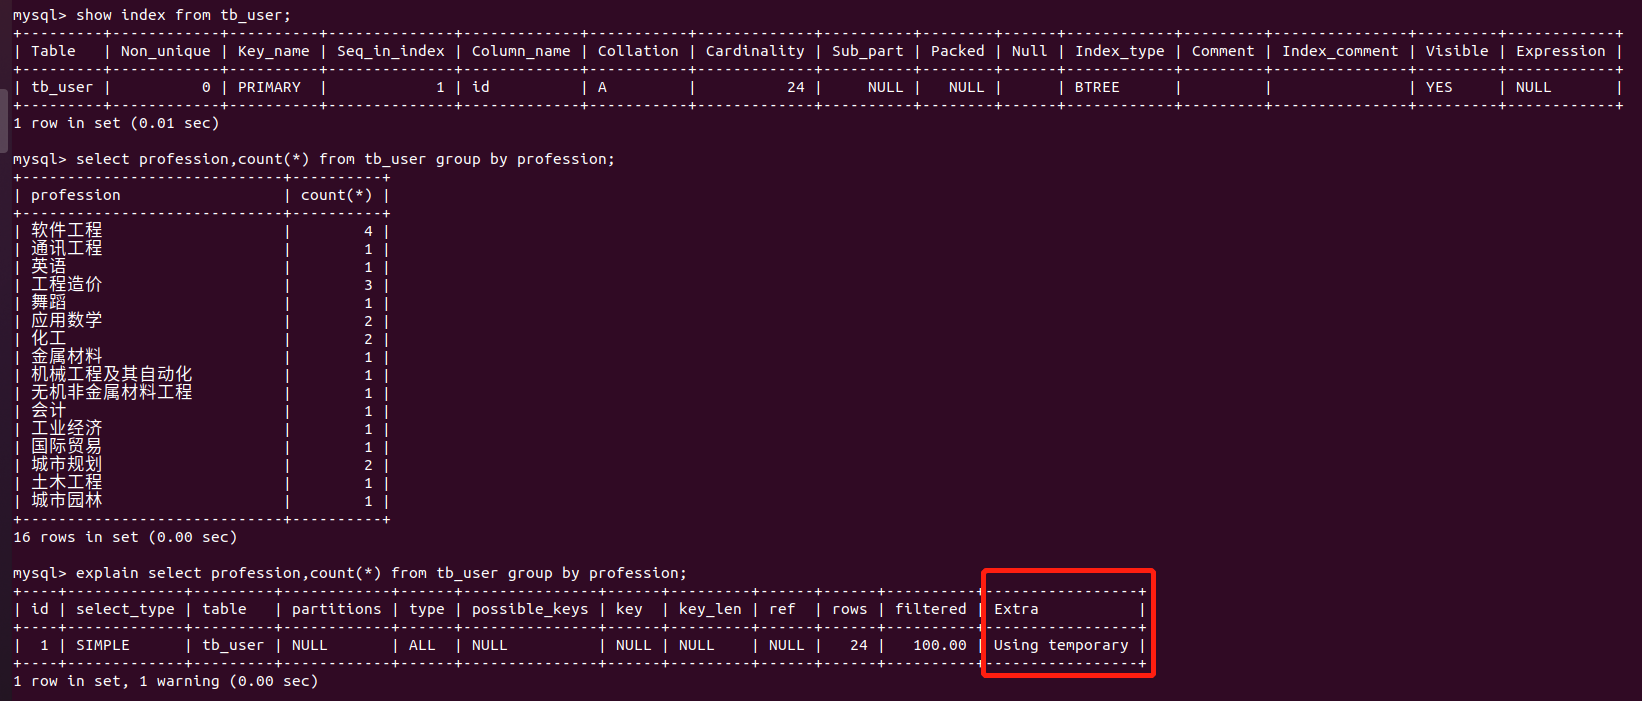 mysql> show index from tb_user;
+---------+------------+----------+--------------+-------------+-----------+-------------+----------+--------+------+------------+---------+---------------+---------+------------+
| Table   | Non_unique | Key_name | Seq_in_index | Column_name | Collation | Cardinality | Sub_part | Packed | Null | Index_type | Comment | Index_comment | Visible | Expression |
+---------+------------+----------+--------------+-------------+-----------+-------------+----------+--------+------+------------+---------+---------------+---------+------------+
| tb_user |          0 | PRIMARY  |            1 | id          | A         |          24 |     NULL |   NULL |      | BTREE      |         |               | YES     | NULL       |
+---------+------------+----------+--------------+-------------+-----------+-------------+----------+--------+------+------------+---------+---------------+---------+------------+
1 row in set (0.01 sec)
mysql> select profession,count(*) from tb_user group by profession;
+-----------------------------+----------+
| profession                  | count(*) |
+-----------------------------+----------+
| 软件工程                    |        4 |
| 通讯工程                    |        1 |
| 英语                        |        1 |
| 工程造价                    |        3 |
| 舞蹈                        |        1 |
| 应用数学                    |        2 |
| 化工                        |        2 |
| 金属材料                    |        1 |
| 机械工程及其自动化          |        1 |
| 无机非金属材料工程          |        1 |
| 会计                        |        1 |
| 工业经济                    |        1 |
| 国际贸易                    |        1 |
| 城市规划                    |        2 |
| 土木工程                    |        1 |
| 城市园林                    |        1 |
+-----------------------------+----------+
16 rows in set (0.00 sec)
mysql> explain select profession,count(*) from tb_user group by profession;
+----+-------------+---------+------------+------+---------------+------+---------+------+------+----------+-----------------+
| id | select_type | table   | partitions | type | possible_keys | key  | key_len | ref  | rows | filtered | Extra           |
+----+-------------+---------+------------+------+---------------+------+---------+------+------+----------+-----------------+
|  1 | SIMPLE      | tb_user | NULL       | ALL  | NULL          | NULL | NULL    | NULL |   24 |   100.00 | Using temporary |
+----+-------------+---------+------------+------+---------------+------+---------+------+------+----------+-----------------+
1 row in set, 1 warning (0.00 sec)